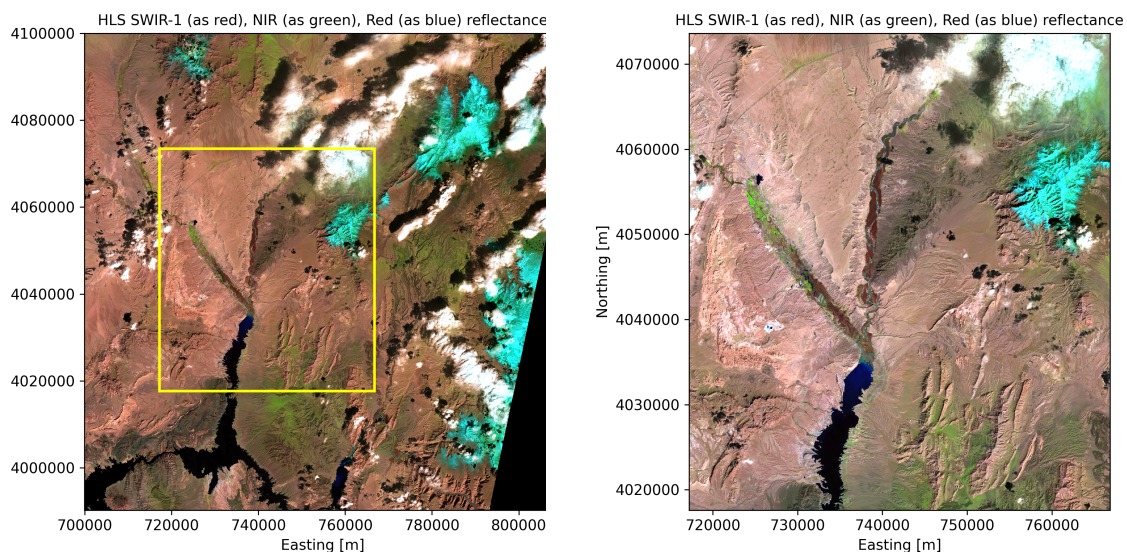 HLS SWIR-1 (as red), NIR (as green), Red (as blue) reflectance
4100000
4080000
4060000
4040000
4020000
4000000
700000 720000 740000 760000 780000 800000
Easting [m]
HLS SWIR-1 (as red), NIR (as green), Red (as blue) reflectance
Northing [m]
4070000
4060000
4050000
4040000
4030000
4020000
720000 730000 740000 750000 760000
Easting [m]